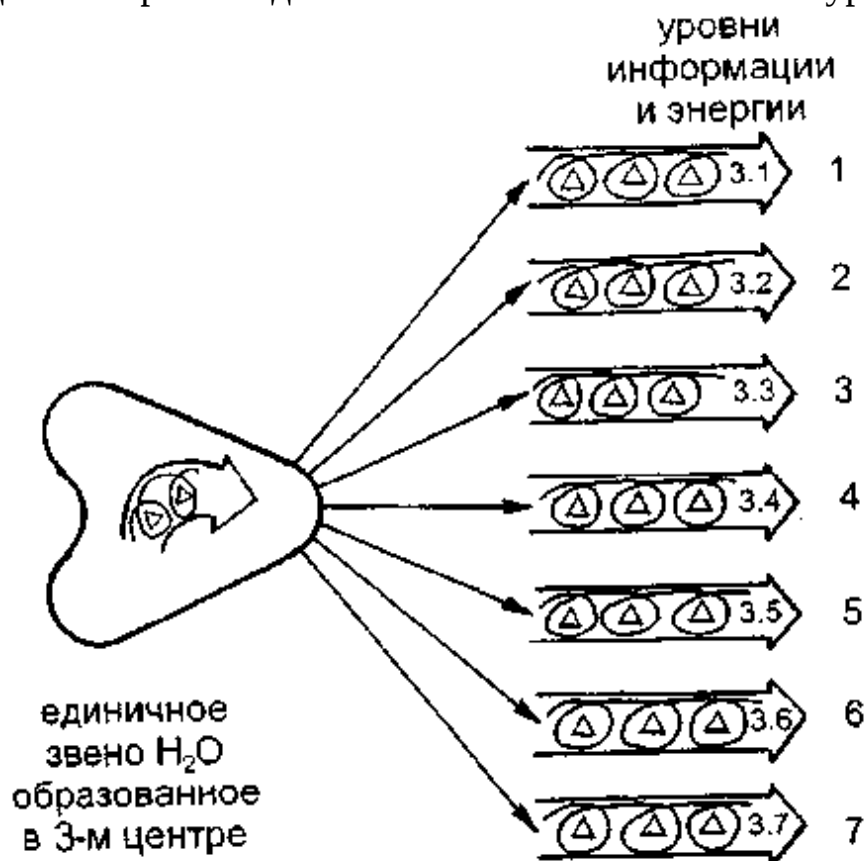 уровни
информации
и энергии
3.1 1
3.2 2
3.3 3
3.4 4
3.5 5
3.6 6
3.7 7
единичное
звено H₂O
образованное
в 3-м центре